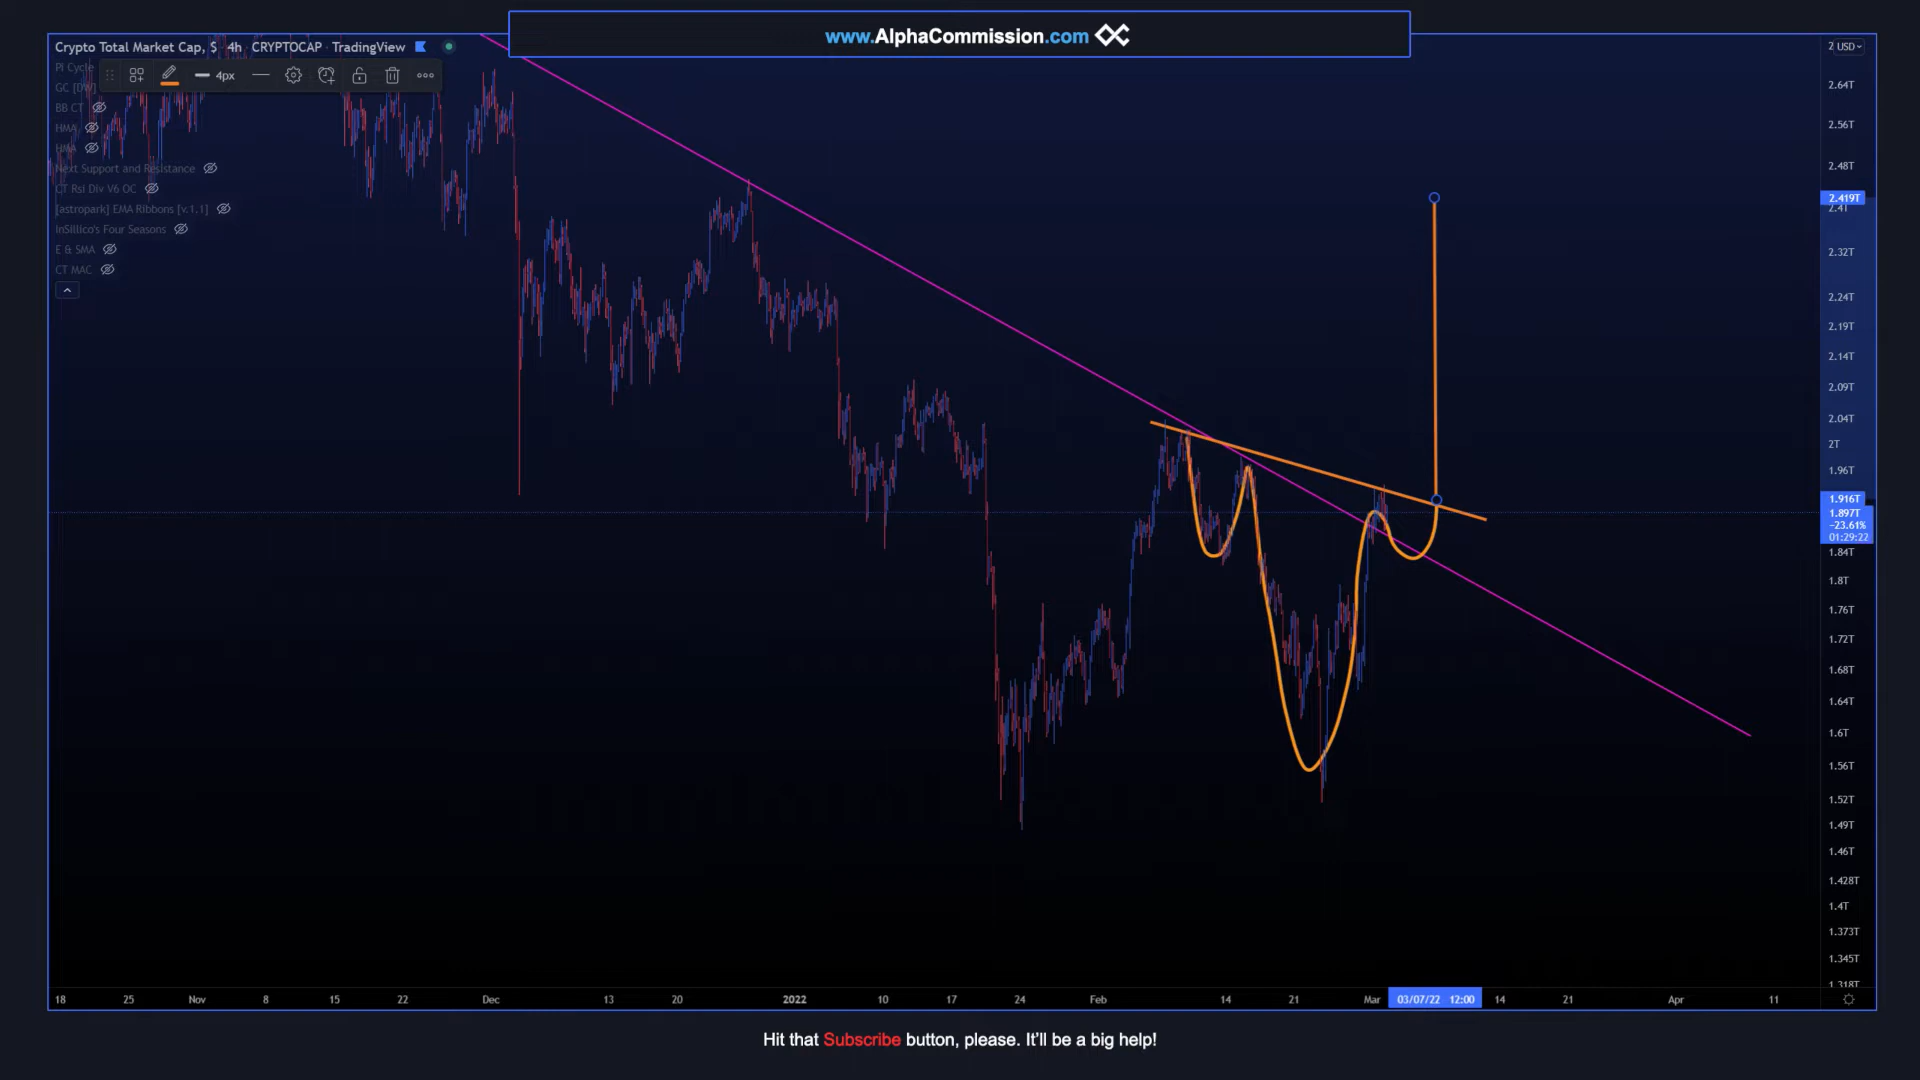 www.AlphaCommission.com
Crypto Total Market Cap, $ 4h CRYPTOCAP TradingView
Pi Cycle
4px
GC [DW]
BB CT
HMA
HMA
Next Support and Resistance
CT Rsi Div V6 OC
[astropark] EMA Ribbons [v.1.1]
InSilico's Four Seasons
E & SMA
CT MAC
USD
2.64T
2.56T
2.48T
2.419T
2.4T
2.32T
2.24T
2.19T
2.14T
2.09T
2.04T
2T
1.96T
1.916T
1.897T
−23.61%
01:29:22
1.84T
1.8T
1.76T
1.72T
1.68T
1.64T
1.6T
1.56T
1.52T
1.49T
1.46T
1.428T
1.4T
1.373T
1.345T
1.318T
18 25 Nov 8 15 22 Dec 13 20 2022 10 17 24 Feb 14 21 Mar 03/07/22 12:00 14 21 Apr 11
Hit that Subscribe button, please. It'll be a big help!